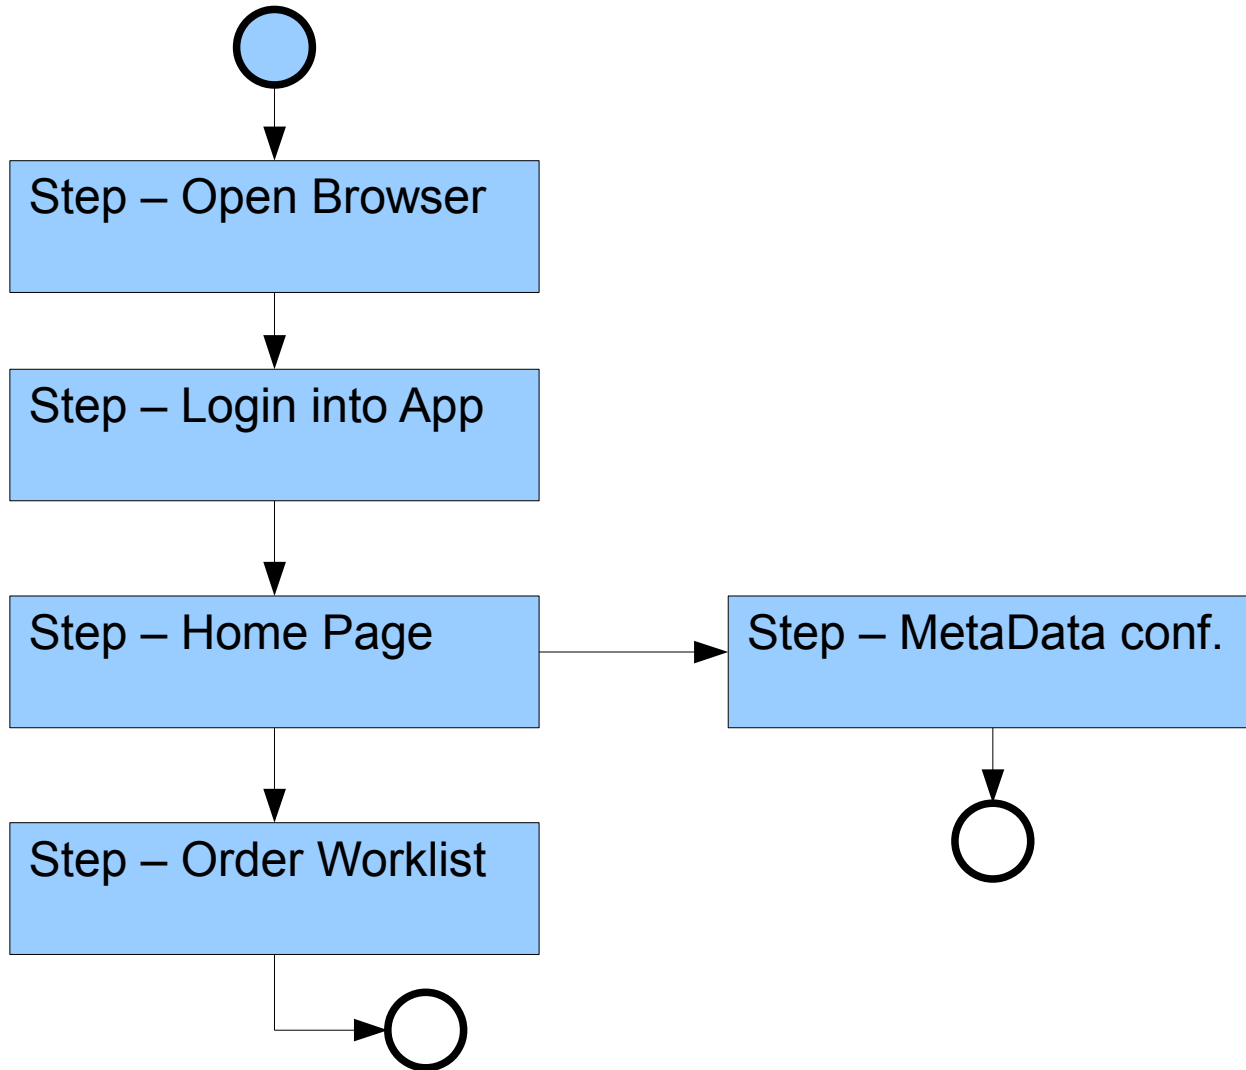 Step – Open Browser
Step – Login into App
Step – Home Page
Step – MetaData conf.
Step – Order Worklist